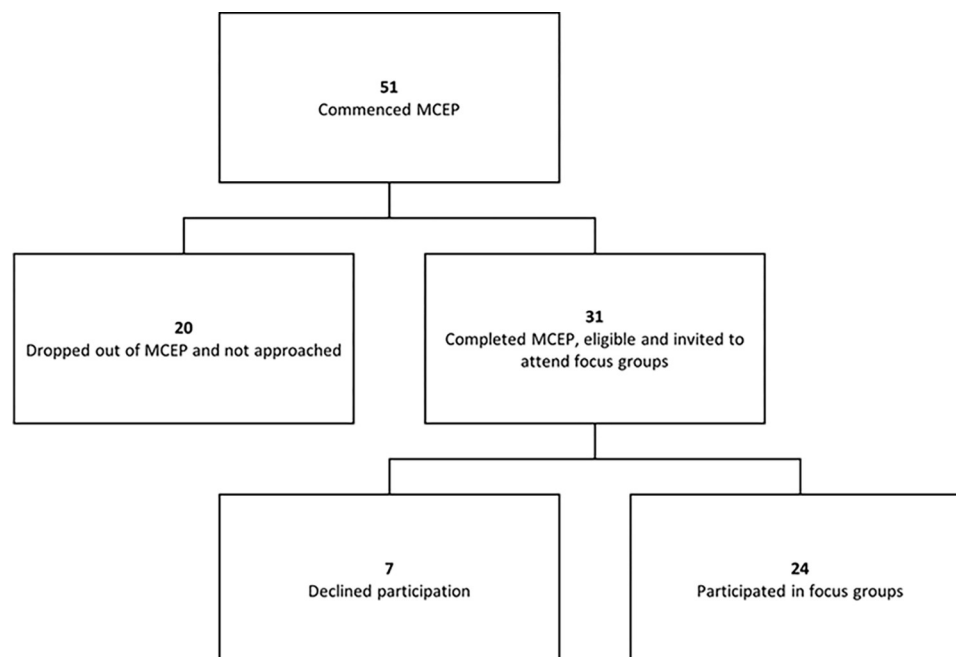 51
Commenced MCEP
20
Dropped out of MCEP and not approached
31
Completed MCEP, eligible and invited to
attend focus groups
7
Declined participation
24
Participated in focus groups